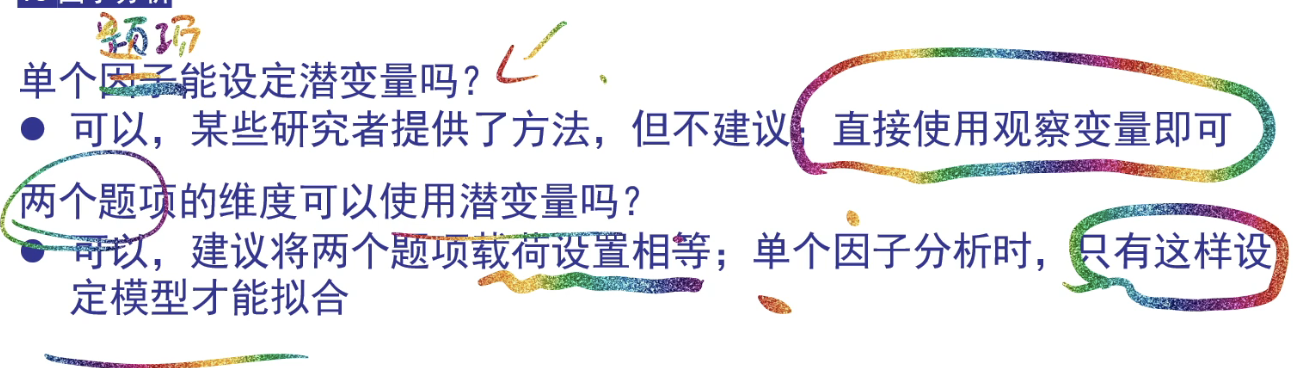 题项
单个因子能设定潜变量吗？
● 可以，某些研究者提供了方法，但不建议；直接使用观察变量即可
两个题项的维度可以使用潜变量吗？
● 可以，建议将两个题项载荷设置相等；单个因子分析时，只有这样设
定模型才能拟合